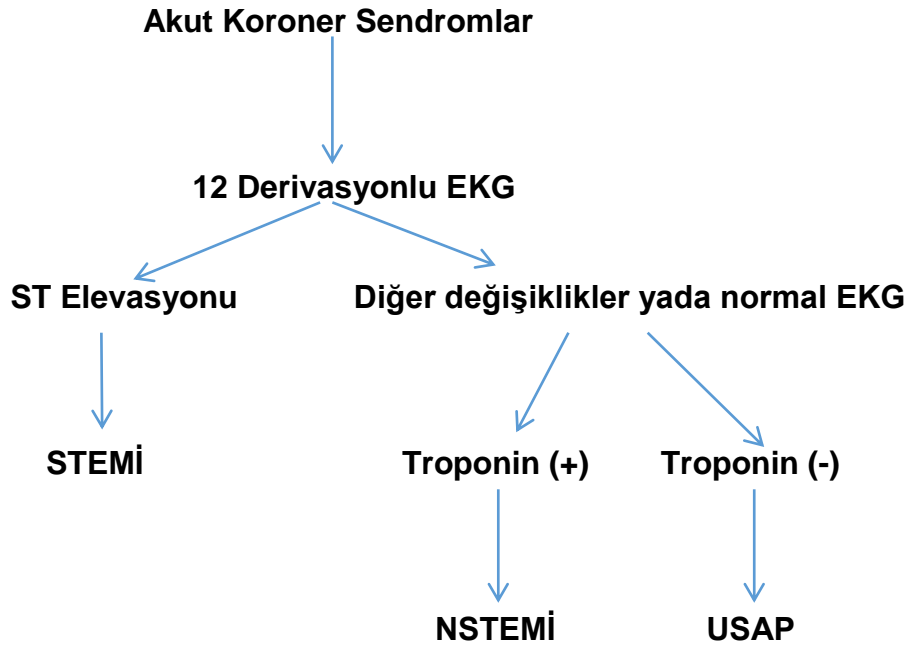 Akut Koroner Sendromlar
12 Derivasyonlu EKG
ST Elevasyonu
Diğer değişiklikler yada normal EKG
STEMİ
Troponin (+)
Troponin (-)
NSTEMİ
USAP